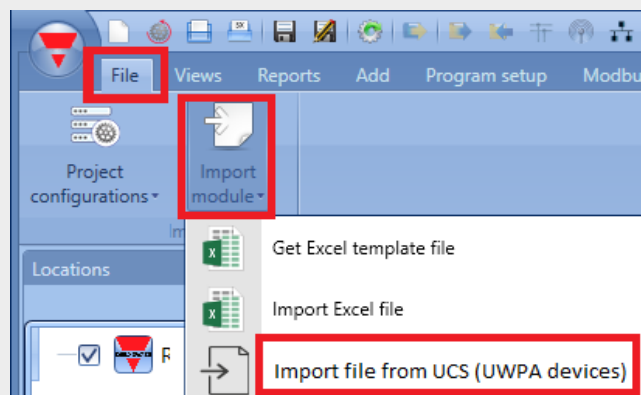 File Views Reports Add Program setup Modbu
Project
configurations
Import
module
Im
Locations
Get Excel template file
Import Excel file
Import file from UCS (UWPA devices)
R